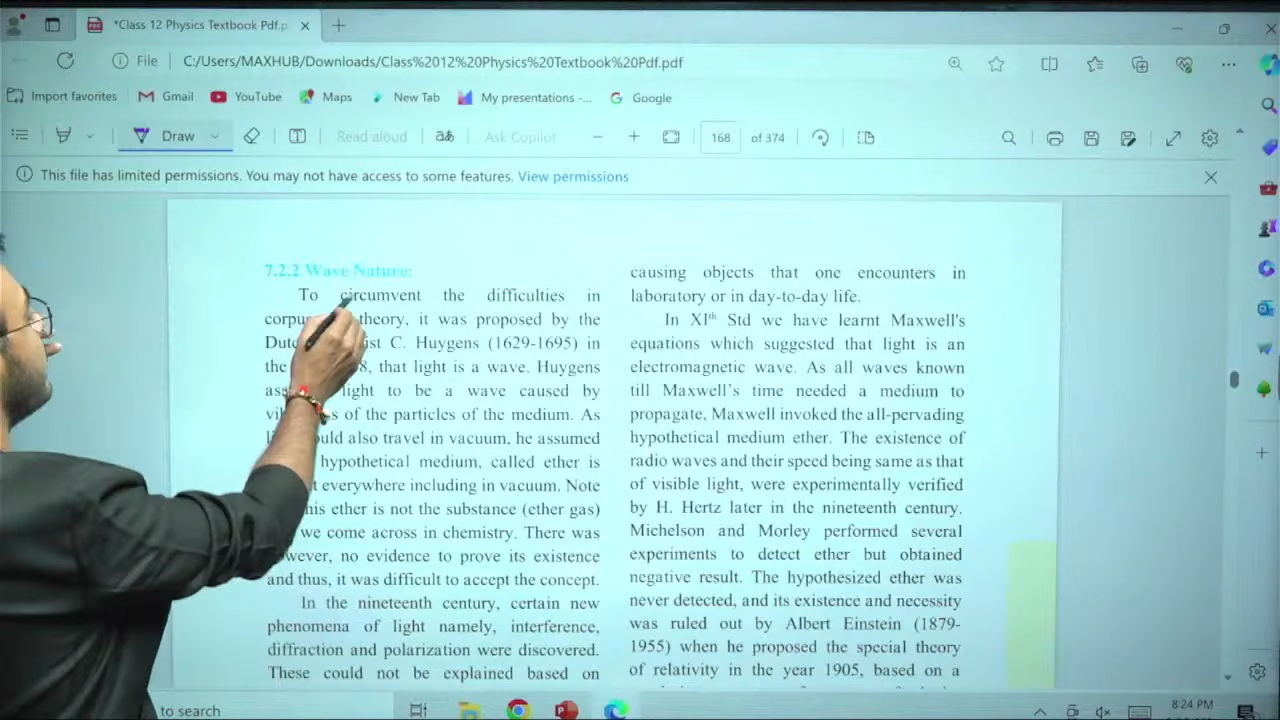 *Class 12 Physics Textbook Pdf.p
File
C:/Users/MAXHUB/Downloads/Class%2012%20Physics%20Textbook%20Pdf.pdf
Import favorites Gmail YouTube Maps New Tab My presentations -... Google
Draw Read aloud Ask Copilot 168 of 374
This file has limited permissions. You may not have access to some features. View permissions
7.2.2 Wave Nature:
To circumvent the difficulties in
theory, it was proposed by the
C. Huygens (1629-1695) in
the that light is a wave. Huygens
light to be a wave caused by
of the particles of the medium. As
also travel in vacuum, he assumed
hypothetical medium, called ether is
everywhere including in vacuum. Note
his ether is not the substance (ether gas)
we come across in chemistry. There was
no evidence to prove its existence
and thus, it was difficult to accept the concept.
In the nineteenth century, certain new
phenomena of light namely, interference,
diffraction and polarization were discovered.
These could not be explained based on
causing objects that one encounters in
laboratory or in day-to-day life.
In XIth Std we have learnt Maxwell's
equations which suggested that light is an
electromagnetic wave. As all waves known
till Maxwell's time needed a medium to
propagate, Maxwell invoked the all-pervading
hypothetical medium ether. The existence of
radio waves and their speed being same as that
of visible light, were experimentally verified
by H. Hertz later in the nineteenth century.
Michelson and Morley performed several
experiments to detect ether but obtained
negative result. The hypothesized ether was
never detected, and its existence and necessity
was ruled out by Albert Einstein (1879-
1955) when he proposed the special theory
of relativity in the year 1905, based on a
to search
8:24 PM